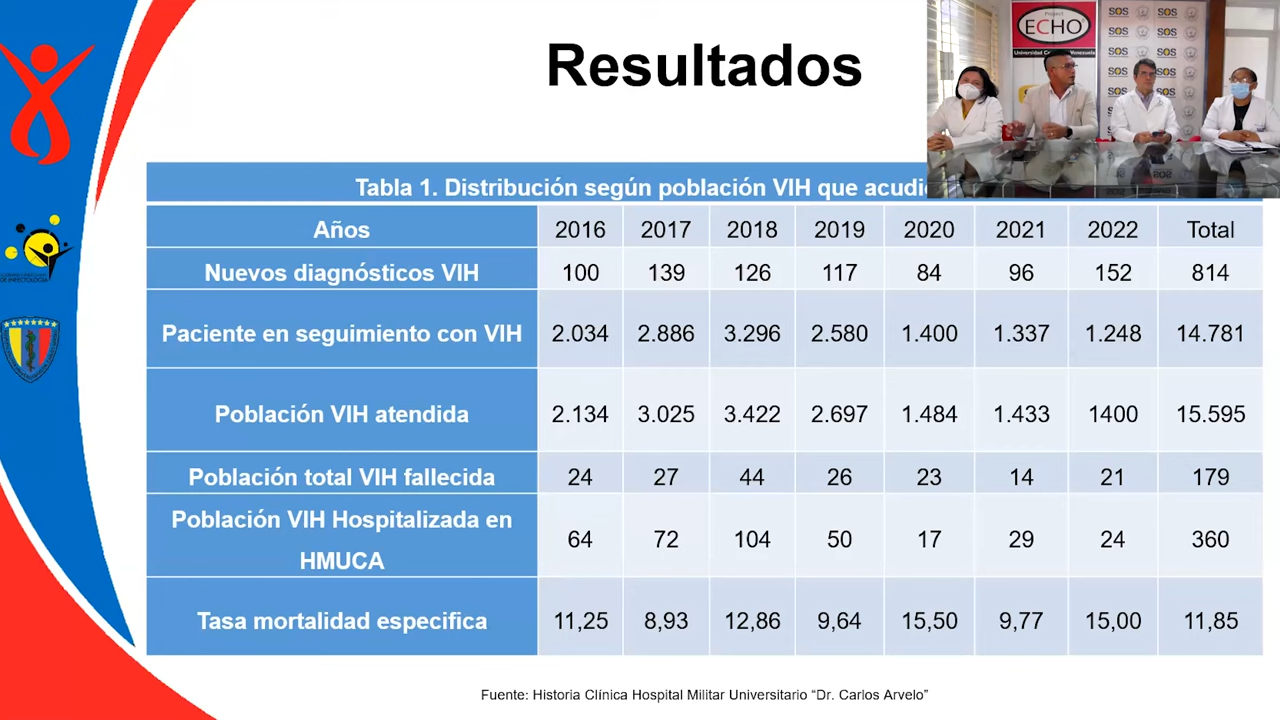 Resultados
Project
ECHO
SOS SOS
SOS SOS
SOS SOS
Tabla 1. Distribución según población VIH que
Años 2016 2017 2018 2019 2020 2021 2022 Total
Nuevos diagnósticos VIH 100 139 126 117 84 96 152 814
Paciente en seguimiento con VIH 2.034 2.886 3.296 2.580 1.400 1.337 1.248 14.781
Población VIH atendida 2.134 3.025 3.422 2.697 1.484 1.433 1400 15.595
Población total VIH fallecida 24 27 44 26 23 14 21 179
Población VIH Hospitalizada en
HMUCA 64 72 104 50 17 29 24 360
Tasa mortalidad especifica 11,25 8,93 12,86 9,64 15,50 9,77 15,00 11,85
Fuente: Historia Clínica Hospital Militar Universitario “Dr. Carlos Arvelo”